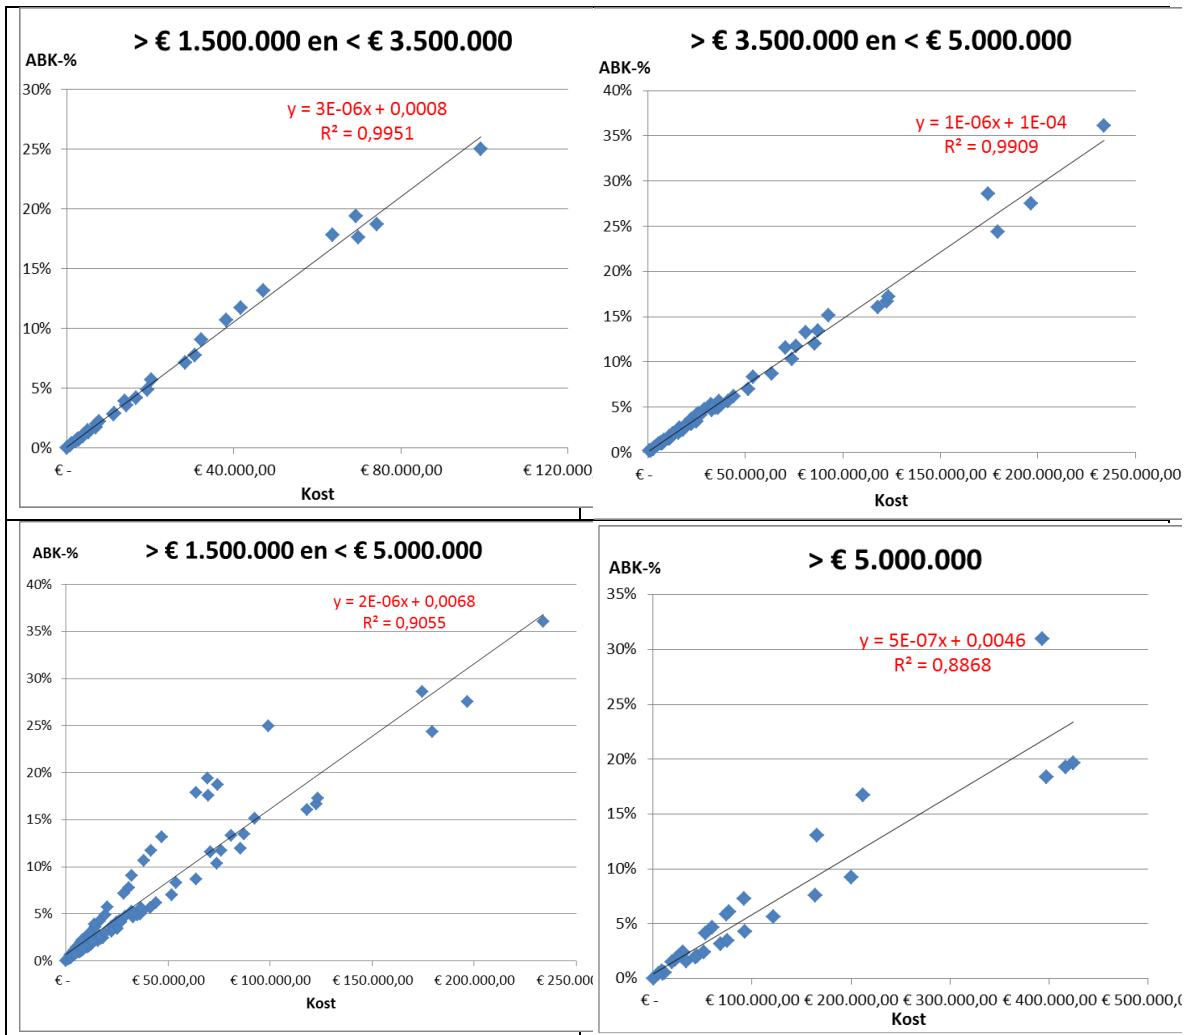 > € 1.500.000 en < € 3.500.000
ABK-%
30%
y = 3E-06x + 0,0008
R² = 0,9951
25%
20%
15%
10%
5%
0%
€ -
€ 40.000,00
€ 80.000,00
€ 120.000
Kost
> € 3.500.000 en < € 5.000.000
ABK-%
40%
y = 1E-06x + 1E-04
R² = 0,9909
35%
30%
25%
20%
15%
10%
5%
0%
€ -
€ 50.000,00
€ 100.000,00
€ 150.000,00
€ 200.000,00
€ 250.000,00
Kost
> € 1.500.000 en < € 5.000.000
ABK-%
40%
y = 2E-06x + 0,0068
R² = 0,9055
35%
30%
25%
20%
15%
10%
5%
0%
€ -
€ 50.000,00
€ 100.000,00
€ 150.000,00
€ 200.000,00
€ 250.000
Kost
> € 5.000.000
ABK-%
35%
y = 5E-07x + 0,0046
R² = 0,8868
30%
25%
20%
15%
10%
5%
0%
€ -
€ 100.000,00
€ 200.000,00
€ 300.000,00
€ 400.000,00
€ 500.000,
Kost